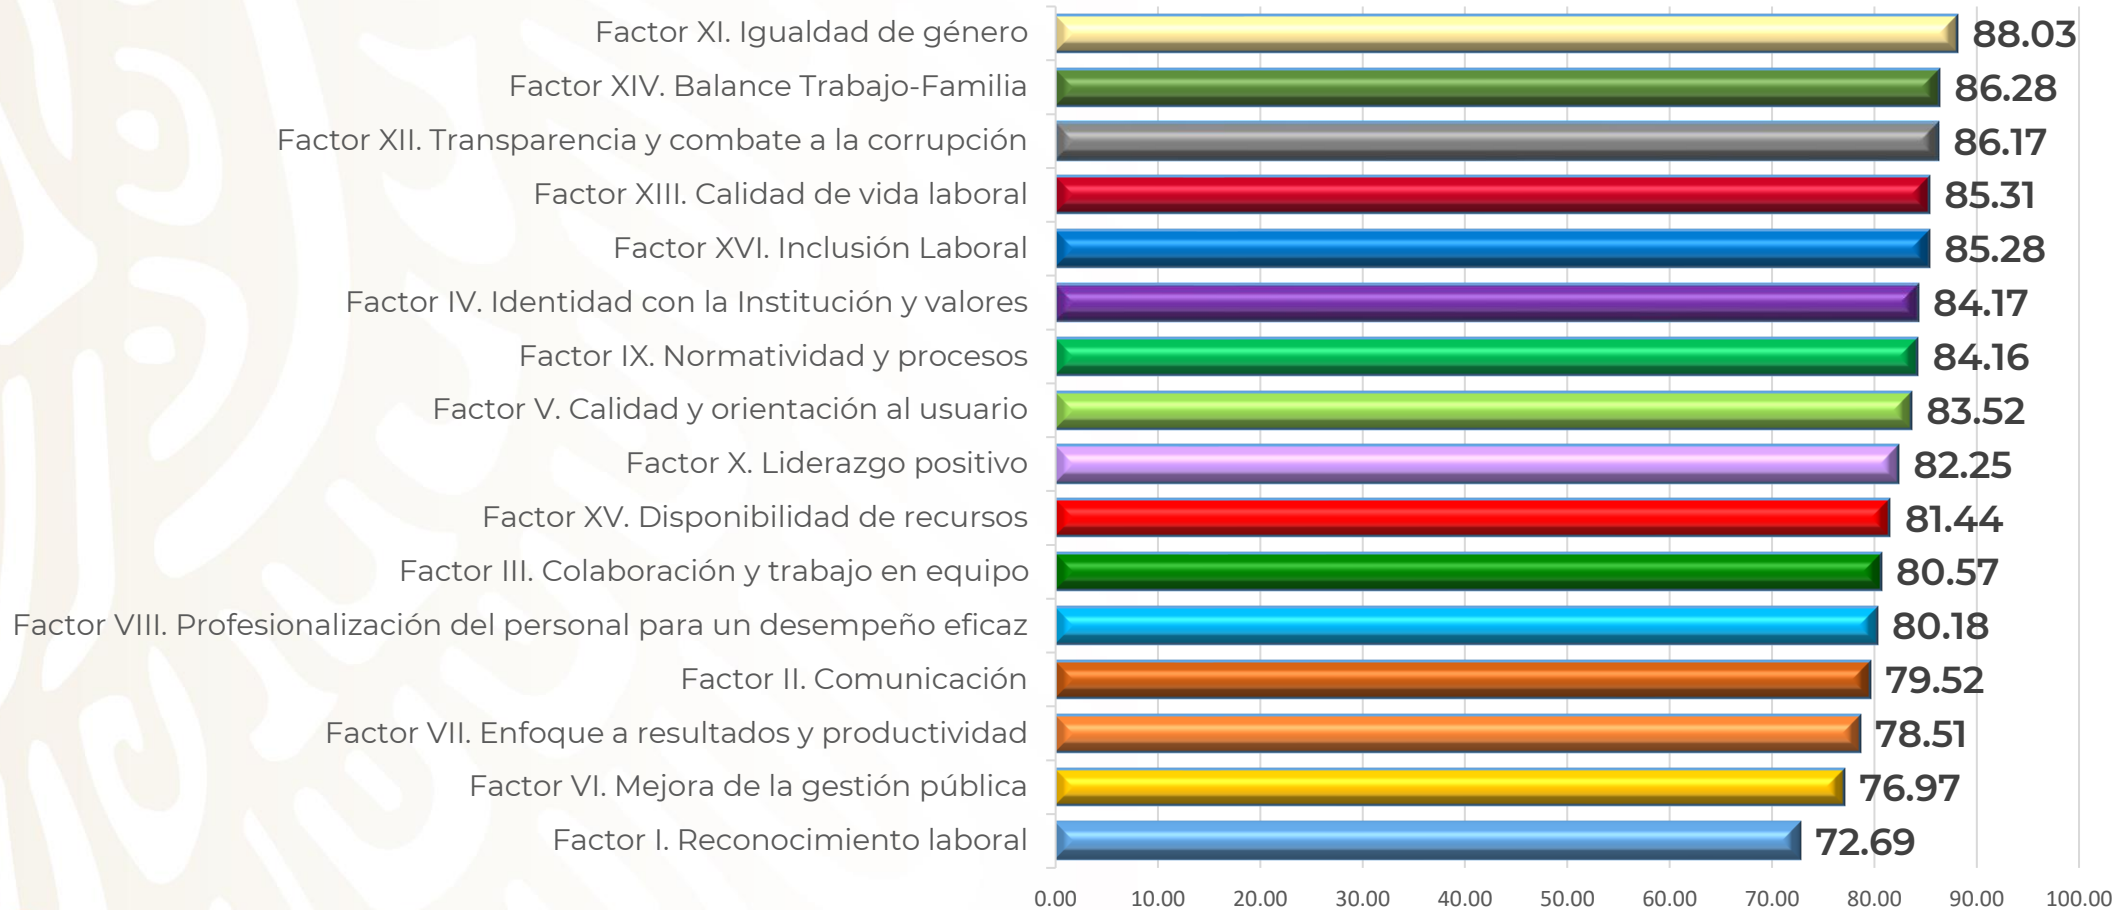 Factor XI. Igualdad de género 88.03
Factor XIV. Balance Trabajo-Familia 86.28
Factor XII. Transparencia y combate a la corrupción 86.17
Factor XIII. Calidad de vida laboral 85.31
Factor XVI. Inclusión Laboral 85.28
Factor IV. Identidad con la Institución y valores 84.17
Factor IX. Normatividad y procesos 84.16
Factor V. Calidad y orientación al usuario 83.52
Factor X. Liderazgo positivo 82.25
Factor XV. Disponibilidad de recursos 81.44
Factor III. Colaboración y trabajo en equipo 80.57
Factor VIII. Profesionalización del personal para un desempeño eficaz 80.18
Factor II. Comunicación 79.52
Factor VII. Enfoque a resultados y productividad 78.51
Factor VI. Mejora de la gestión pública 76.97
Factor I. Reconocimiento laboral 72.69
0.00 10.00 20.00 30.00 40.00 50.00 60.00 70.00 80.00 90.00 100.00